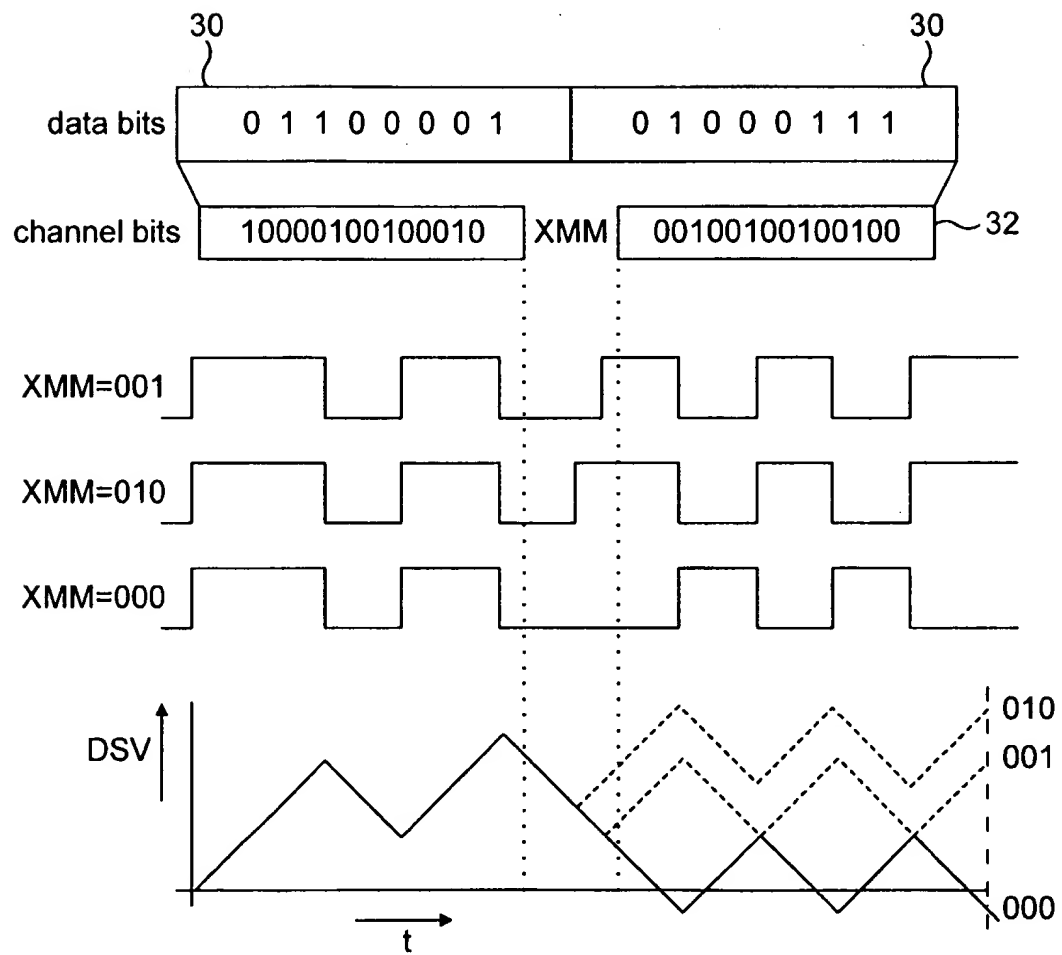 30 30
data bits 0 1 1 0 0 0 0 1 0 1 0 0 0 1 1 1
channel bits 10000100100010 XMM 00100100100100 32
XMM=001
XMM=010
XMM=000
DSV
010
001
000
t